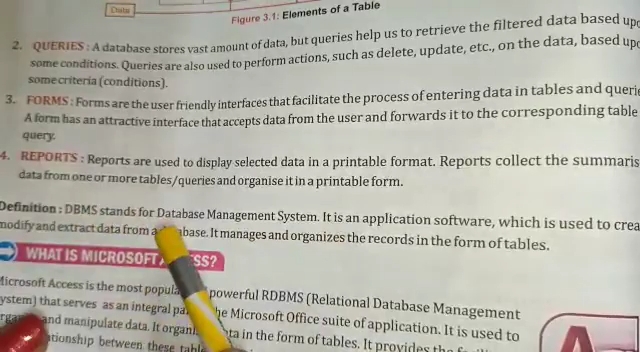 Data
Figure 3.1: Elements of a Table
2. QUERIES : A database stores vast amount of data, but queries help us to retrieve the filtered data based
some conditions. Queries are also used to perform actions, such as delete, update, etc., on the data, based
some criteria (conditions).
3. FORMS : Forms are the user friendly interfaces that facilitate the process of entering data in tables and
A form has an attractive interface that accepts data from the user and forwards it to the corresponding table
query.
4. REPORTS : Reports are used to display selected data in a printable format. Reports collect the
data from one or more tables/queries and organise it in a printable form.
Definition : DBMS stands for Database Management System. It is an application software, which is used to
modify and extract data from a It manages and organizes the records in the form of tables.
WHAT IS MICROSOFT
Microsoft Access is the most powerful RDBMS (Relational Database Management
System) that serves as an integral Microsoft Office suite of application. It is used to
and manipulate data. It in the form of tables. It provides the
between these